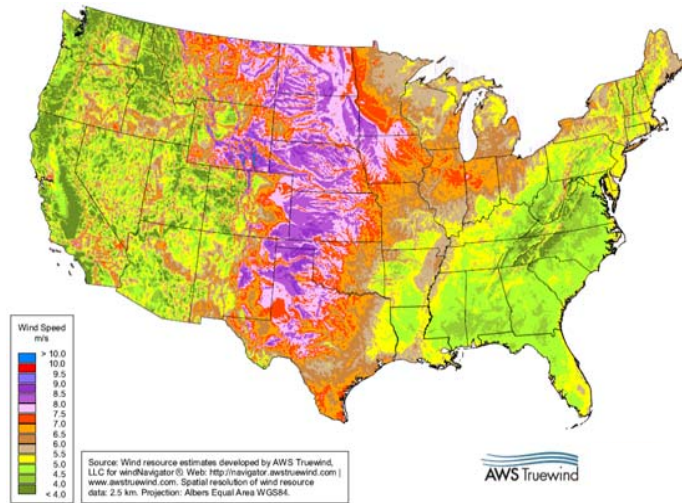 Wind Speed
m/s
> 10.0
10.0
9.5
9.0
8.5
8.0
7.5
7.0
6.5
6.0
5.5
5.0
4.5
4.0
< 4.0
Source: Wind resource estimates developed by AWS Truewind,
LLC for windNavigator ®. Web: http://navigator.awstruewind.com |
www.awstruewind.com. Spatial resolution of wind resource
data: 2.5 km. Projection: Albers Equal Area WGS84.
AWS Truewind